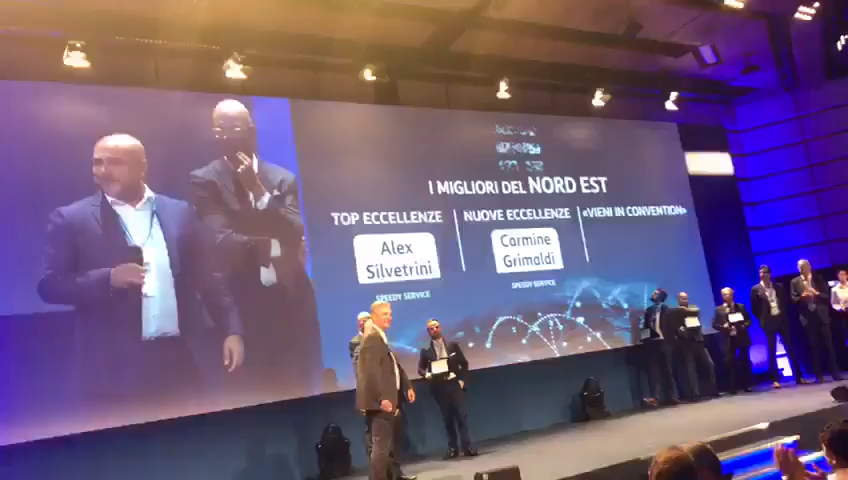 I MIGLIORI DEL NORD EST
TOP ECCELLENZE
Alex
Silvetrini
SPEEDY SERVICE
NUOVE ECCELLENZE
Carmine
Grimaldi
SPEEDY SERVICE
«VIENI IN CONVENTION»